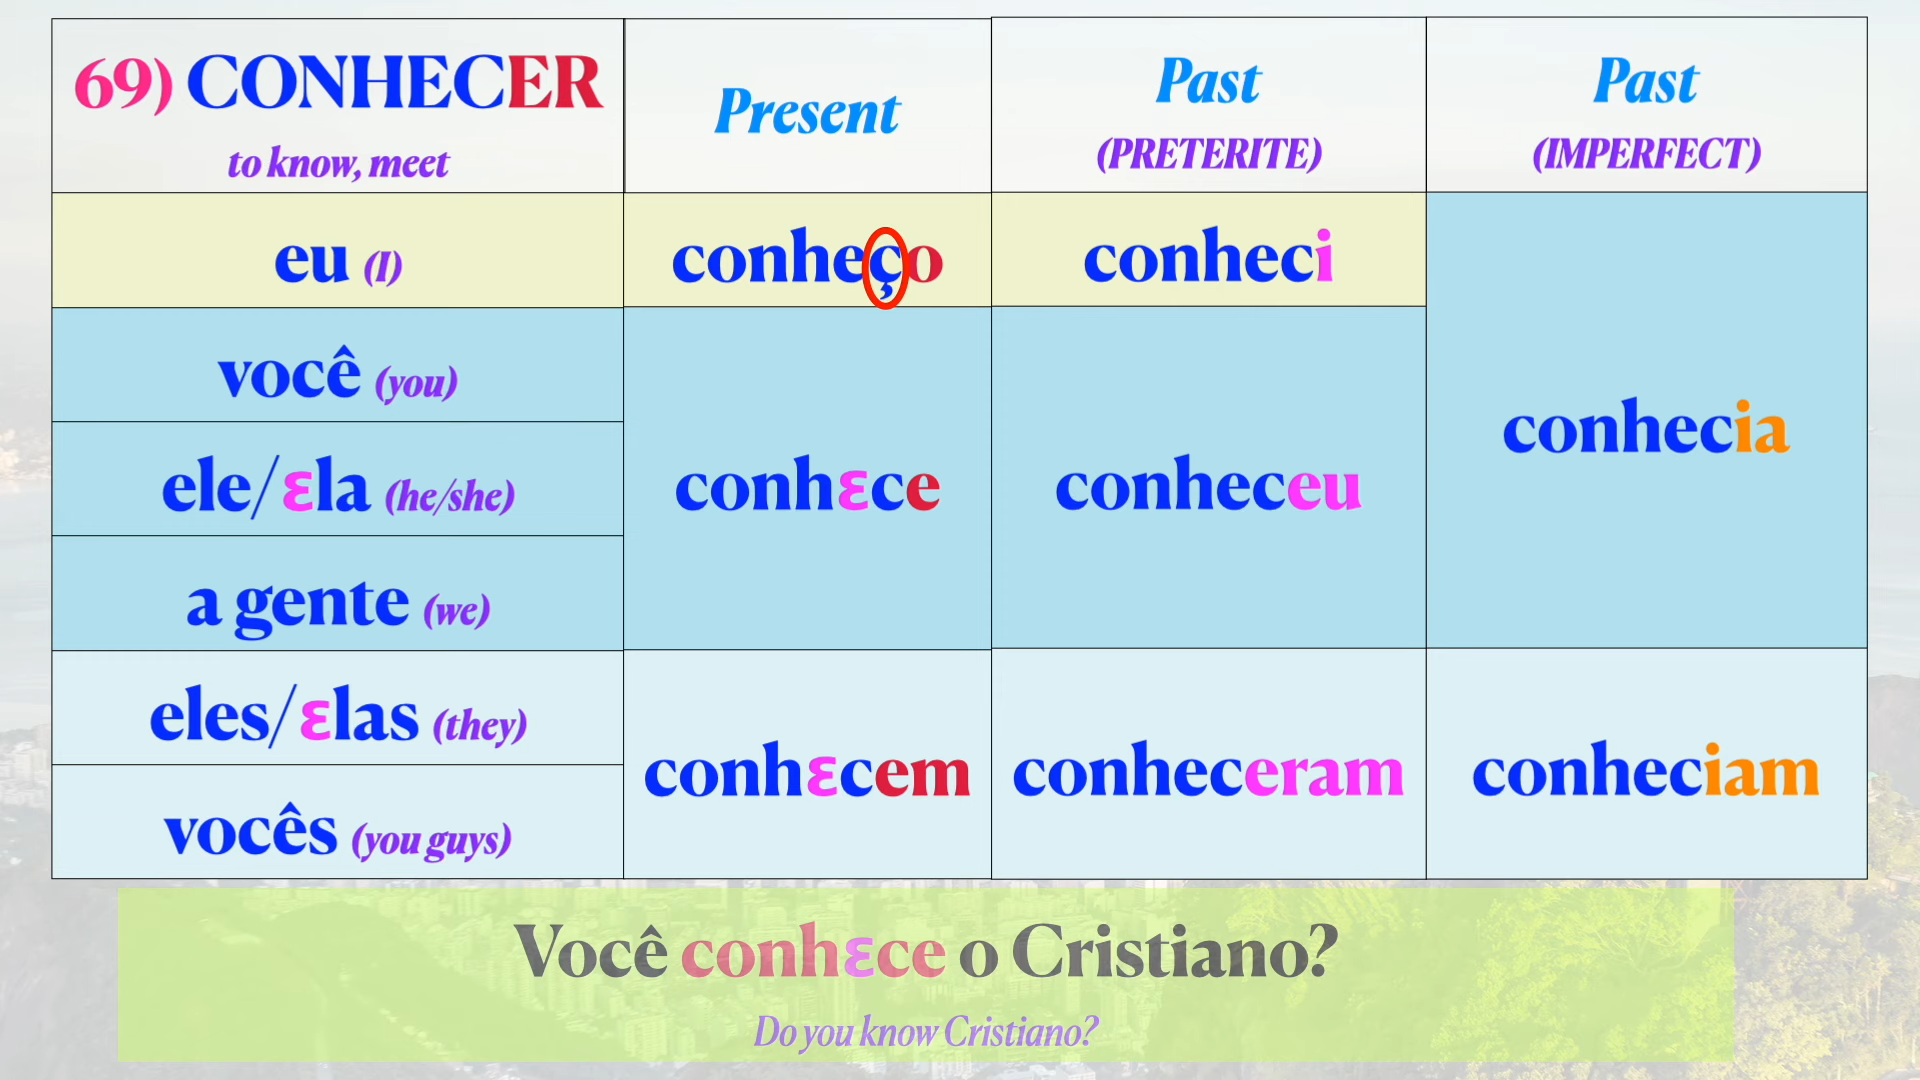 69) CONHECER
to know, meet
Present
Past
(PRETERITE)
Past
(IMPERFECT)
eu (I)
conheço
conheci
conhecia
você (you)
ele/ɛla (he/she)
a gente (we)
conhɛce
conheceu
eles/ɛlas (they)
vocês (you guys)
conhɛcem
conheceram
conheciam
Você conhɛce o Cristiano?
Do you know Cristiano?